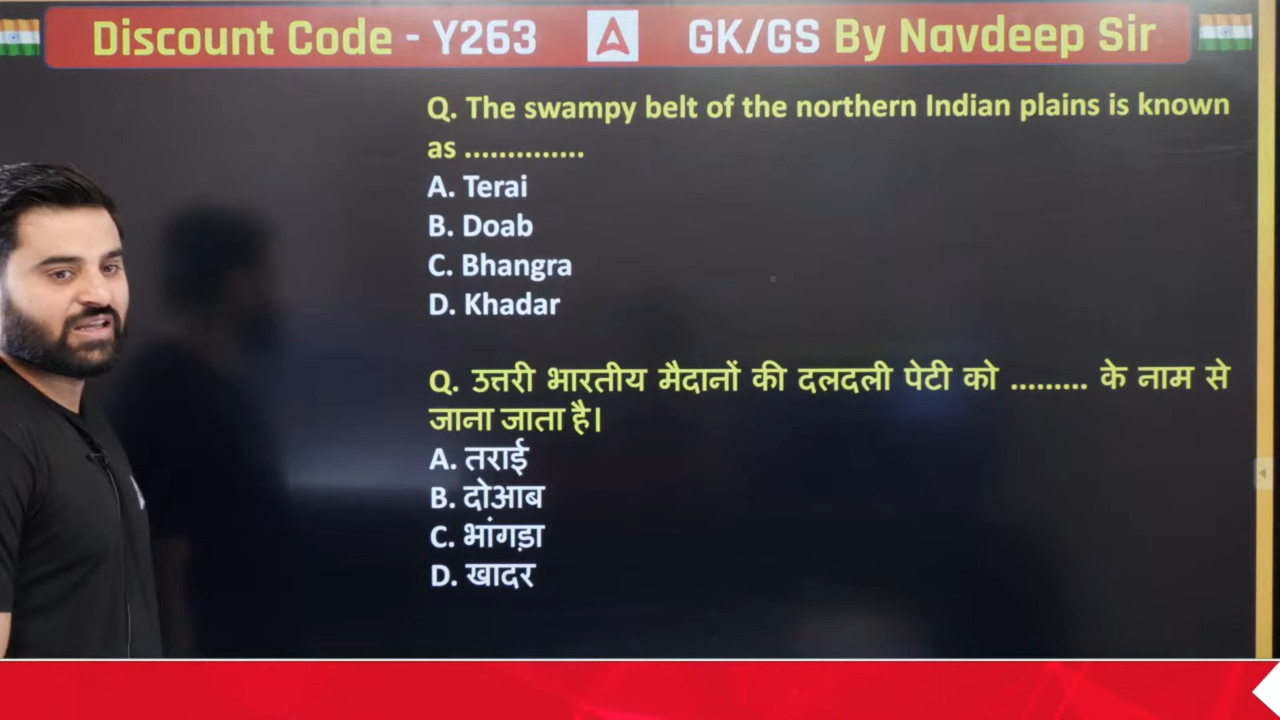 Discount Code - Y263 GK/GS By Navdeep Sir
Q. The swampy belt of the northern Indian plains is known
as ..............
A. Terai
B. Doab
C. Bhangra
D. Khadar
Q. उत्तरी भारतीय मैदानों की दलदली पेटी को ......... के नाम से
जाना जाता है।
A. तराई
B. दोआब
C. भांगड़ा
D. खादर